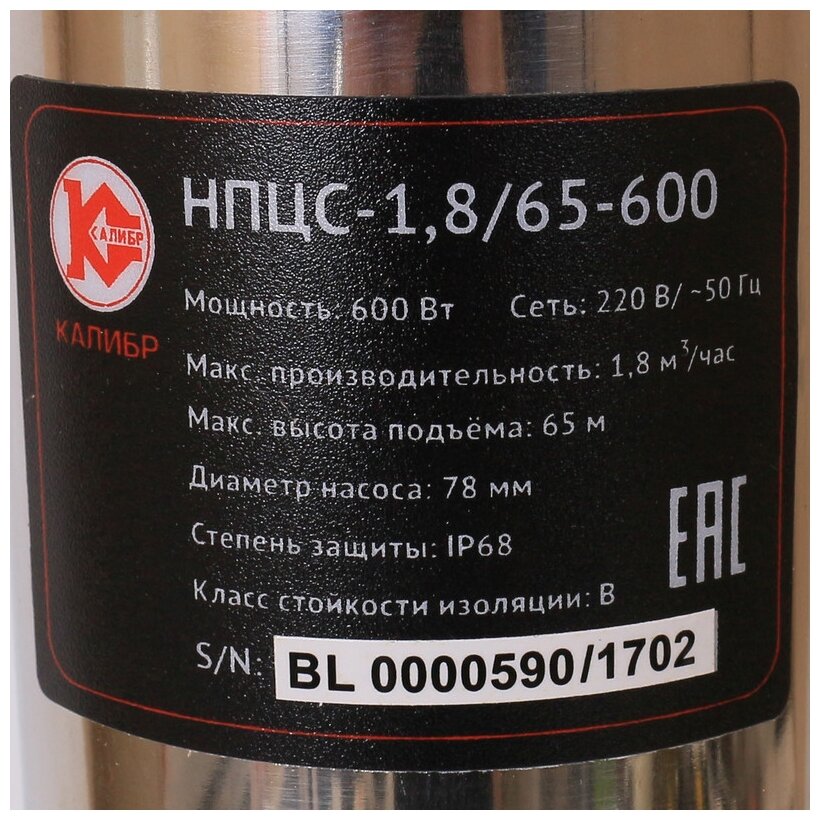 НПЦС-1,8/65-600
КАЛИБР
КАЛИБР
Мощность: 600 Вт Сеть: 220 В/ ~50 Гц
Макс. производительность: 1,8 м³/час
Макс. высота подъёма: 65 м
Диаметр насоса: 78 мм
Степень защиты: IP68
Класс стойкости изоляции: В
EAC
S/N: BL 0000590/1702